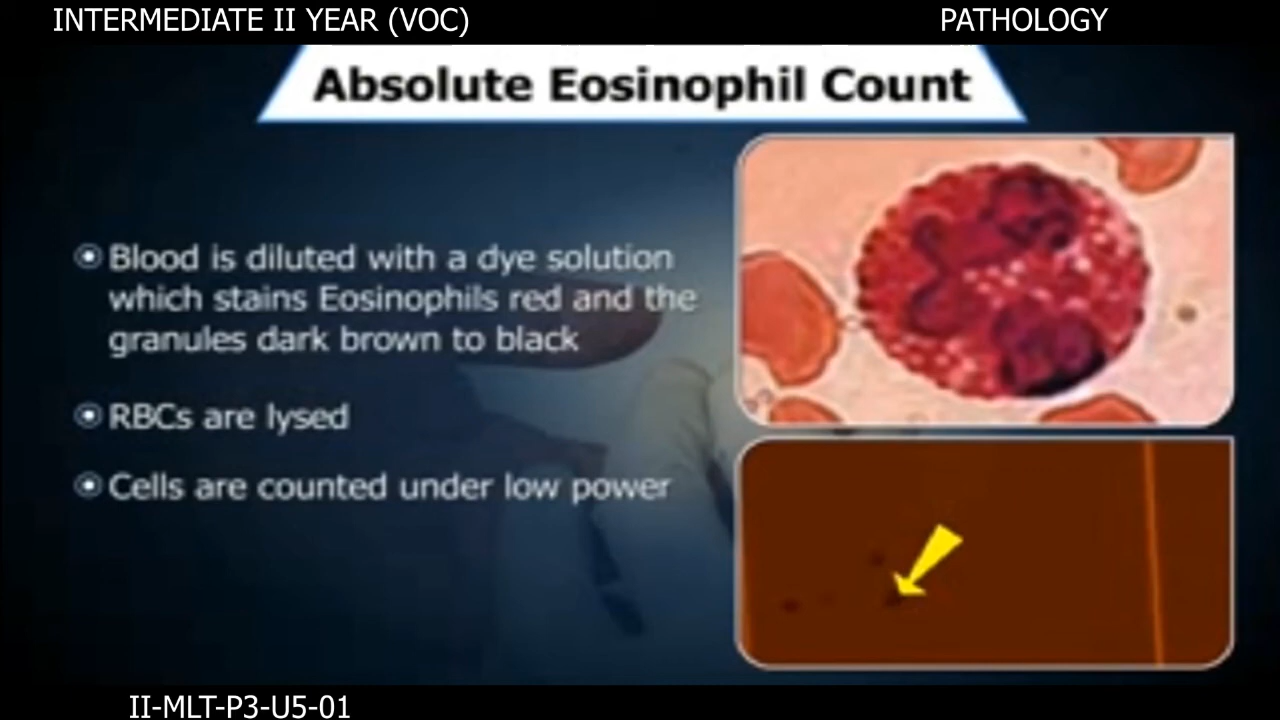 INTERMEDIATE II YEAR (VOC)
PATHOLOGY
Absolute Eosinophil Count
Blood is diluted with a dye solution
which stains Eosinophils red and the
granules dark brown to black
RBCs are lysed
Cells are counted under low power
II-MLT-P3-U5-01